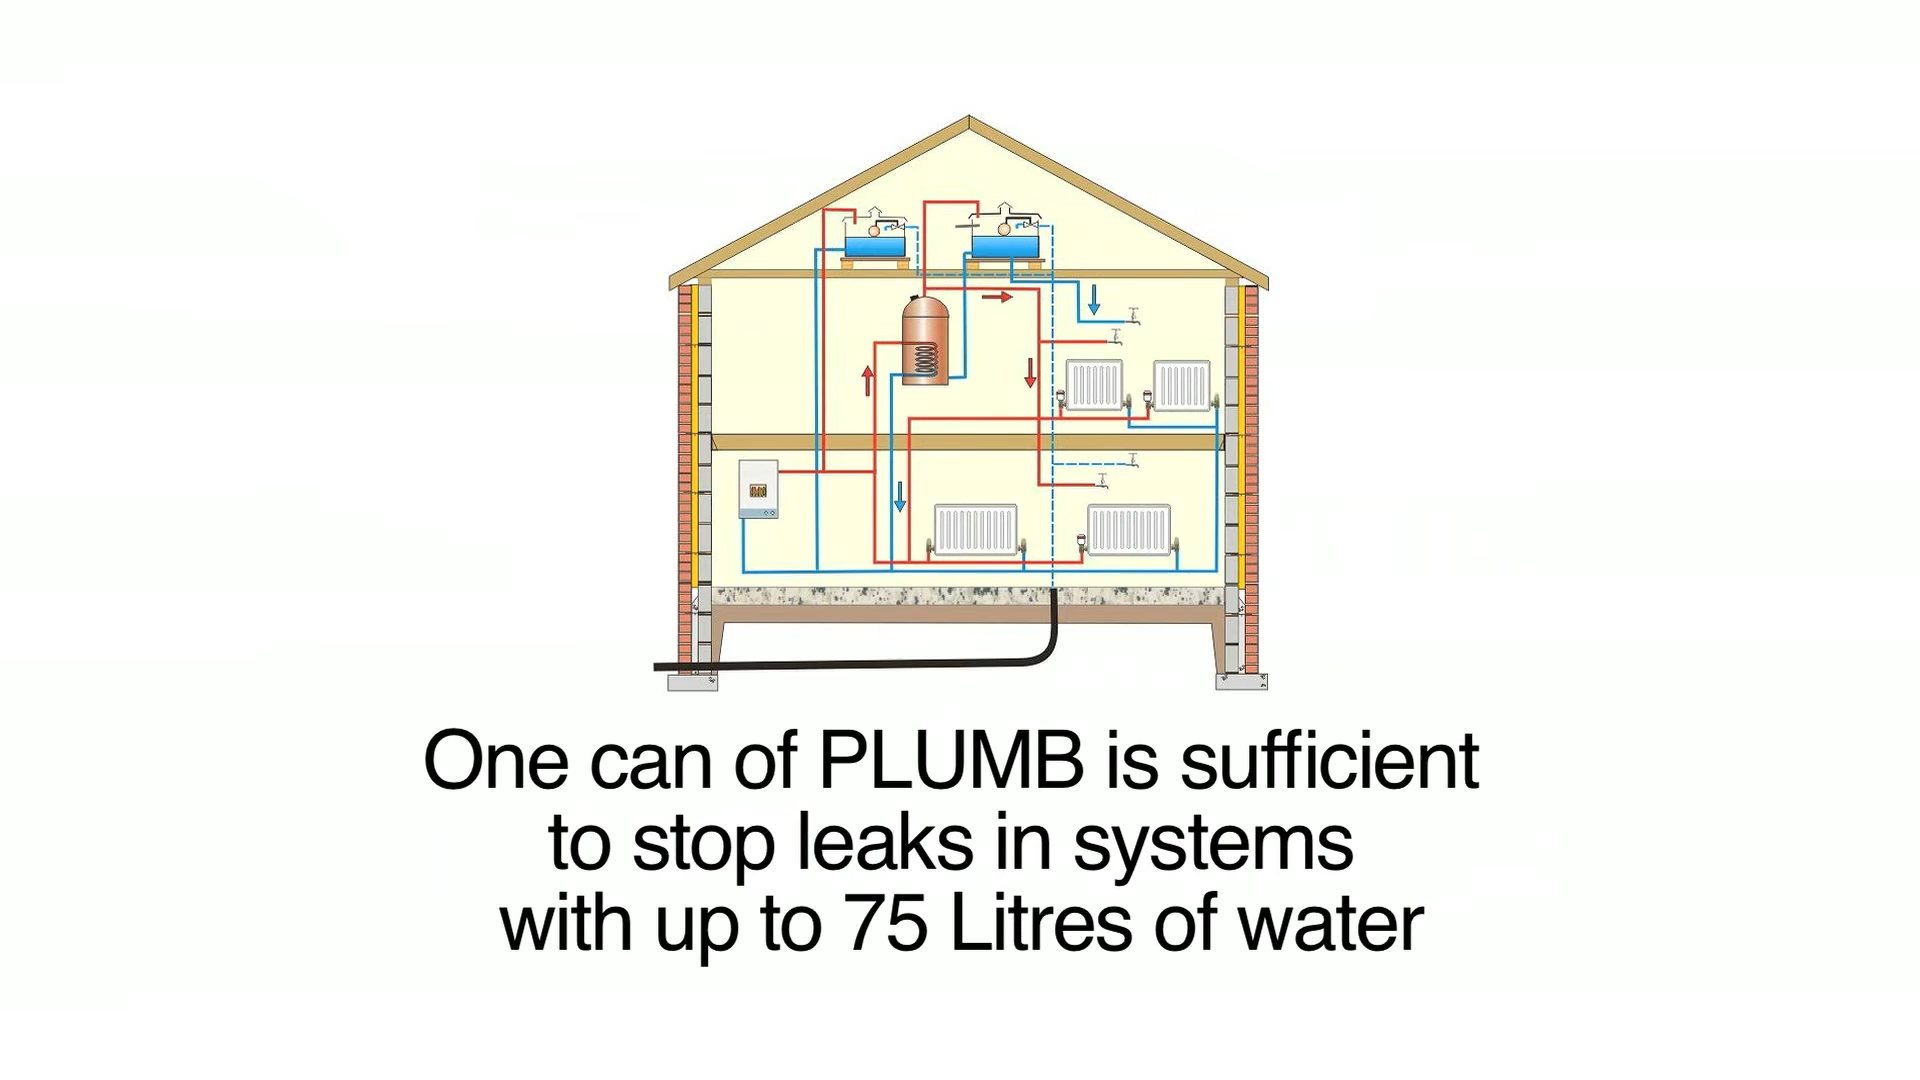 One can of PLUMB is sufficient
to stop leaks in systems
with up to 75 Litres of water